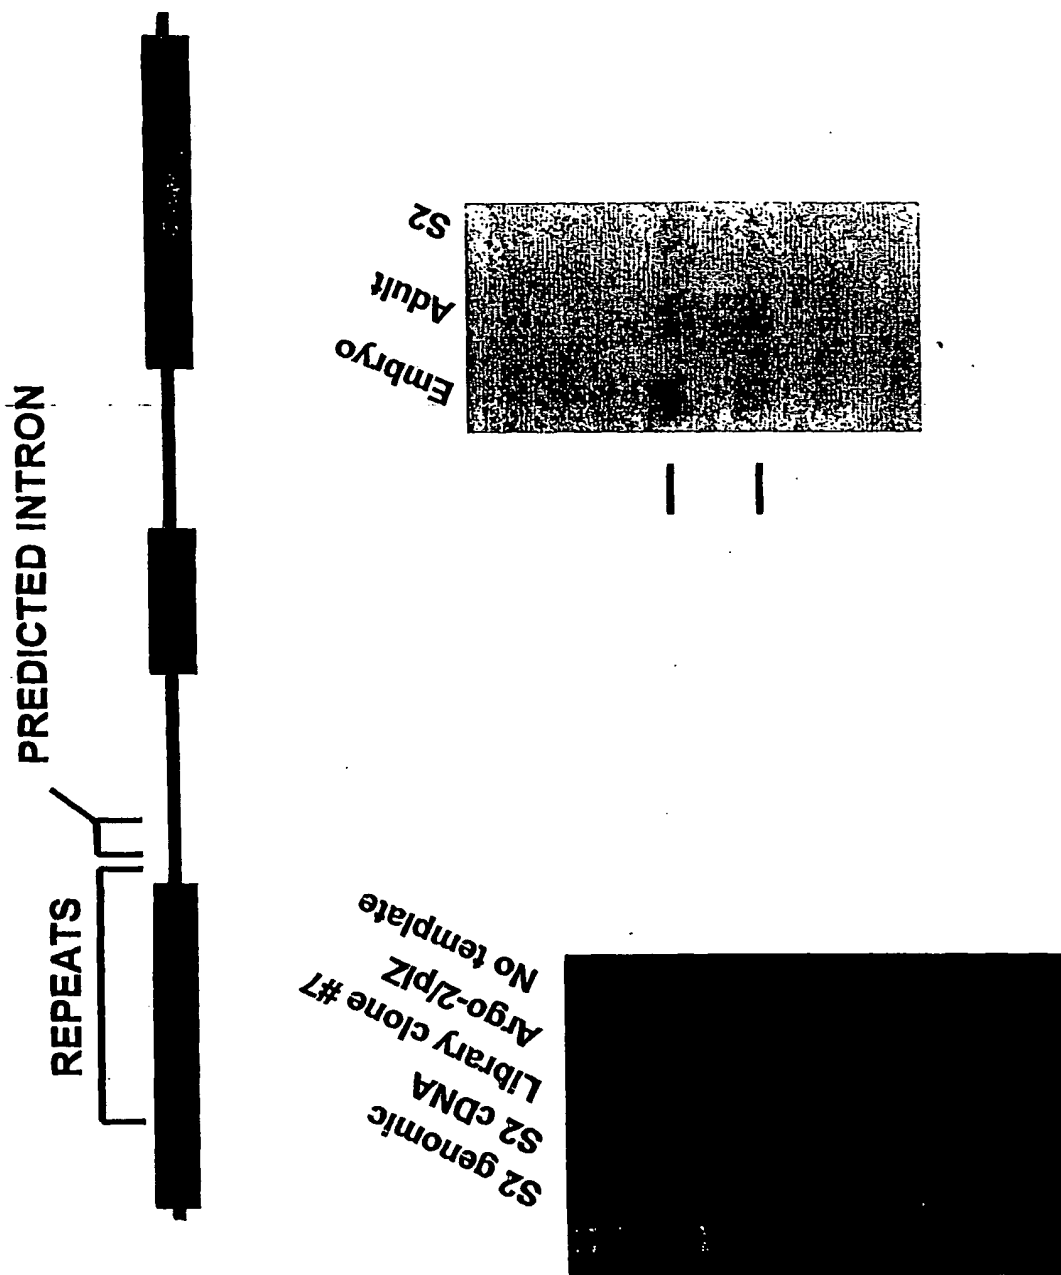 REPEATS
PREDICTED INTRON
Embryo
Adult
S2
S2 genomic
S2 cDNA
Library clone #7
Argo-2/pIZ
No template